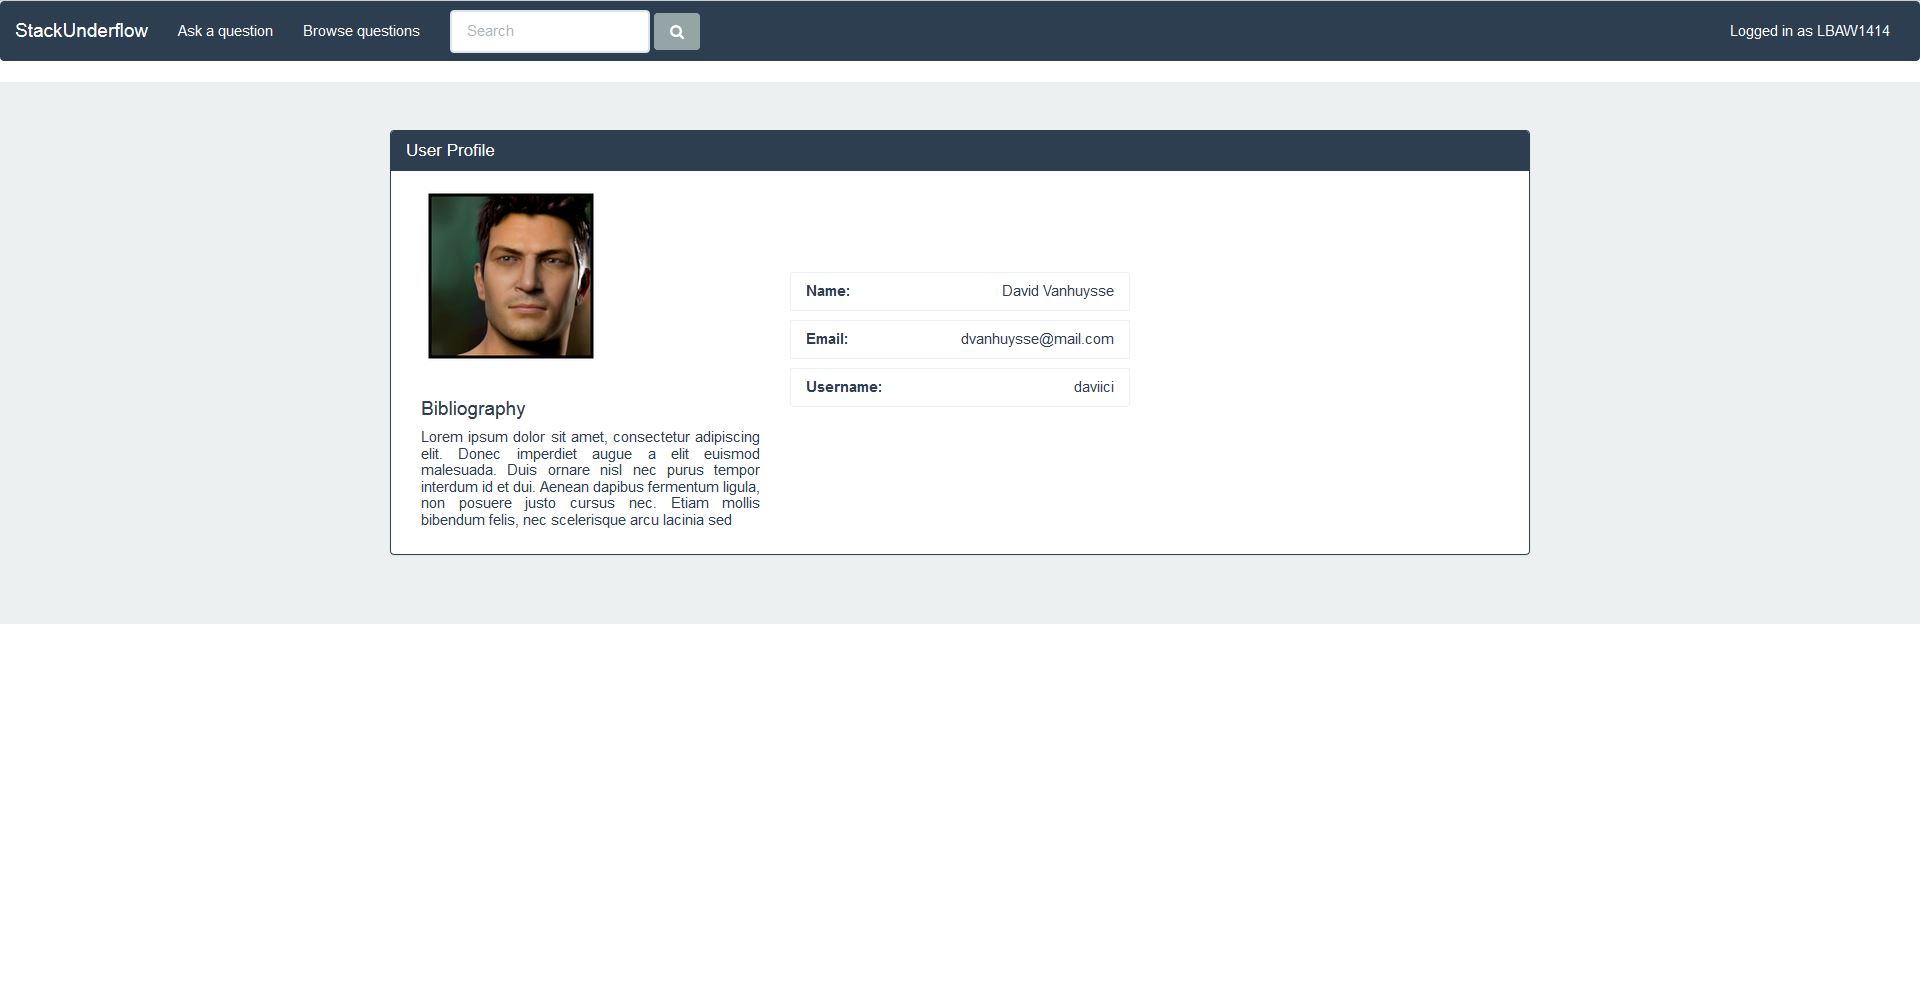 StackUnderflow Ask a question Browse questions Search Logged in as LBAW1414
User Profile
Name: David Vanhuysse
Email: dvanhuysse@mail.com
Username: daviici
Bibliography
Lorem ipsum dolor sit amet, consectetur adipiscing
elit. Donec imperdiet augue a elit euismod
malesuada. Duis ornare nisl nec purus tempor
interdum id et dui. Aenean dapibus fermentum ligula,
non posuere justo cursus nec. Etiam mollis
bibendum felis, nec scelerisque arcu lacinia sed